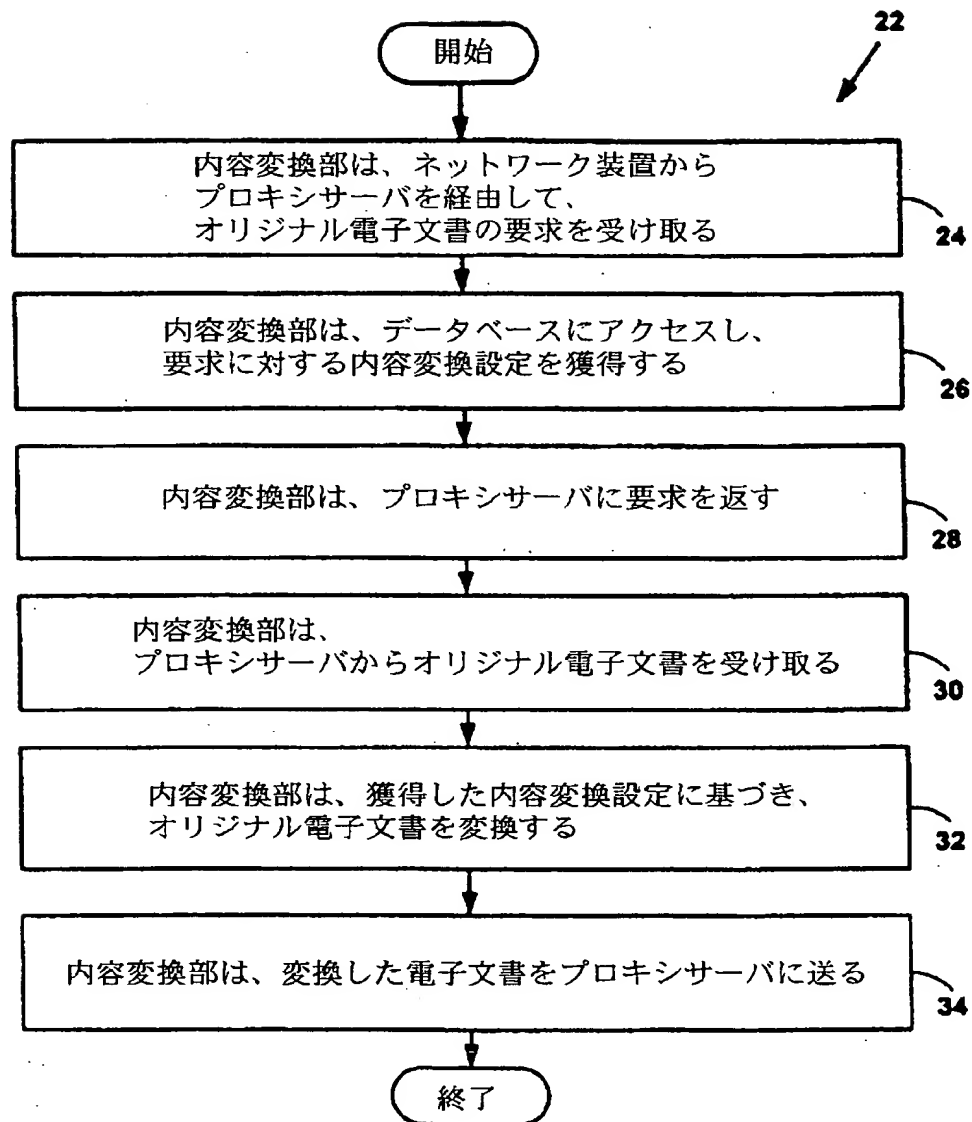 22
開始
内容変換部は、ネットワーク装置から
プロキシサーバを経由して、
オリジナル電子文書の要求を受け取る
24
内容変換部は、データベースにアクセスし、
要求に対する内容変換設定を獲得する
26
内容変換部は、プロキシサーバに要求を返す
28
内容変換部は、
プロキシサーバからオリジナル電子文書を受け取る
30
内容変換部は、獲得した内容変換設定に基づき、
オリジナル電子文書を変換する
32
内容変換部は、変換した電子文書をプロキシサーバに送る
34
終了